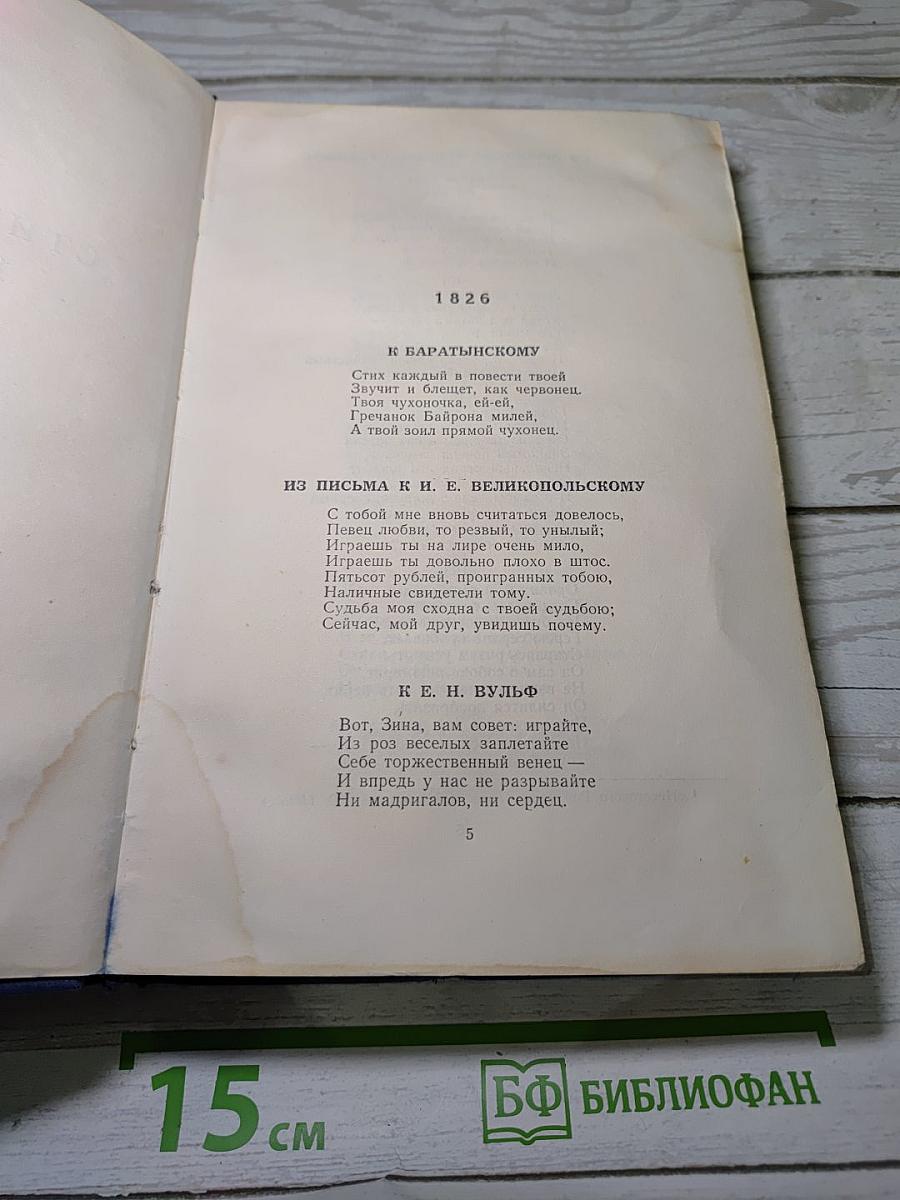 1826
К БАРАТЫНСКОМУ
Стих каждый в повести твоей
Звучит и блещет, как червонец.
Твоя чухоночка, ей-ей,
Гречанок Байрона милей,
А твой зоил прямой чухонец.
ИЗ ПИСЬМА К И. Е. ВЕЛИКОПОЛЬСКОМУ
С тобой мне вновь считаться довелось,
Певец любви, то резвый, то унылый;
Играешь ты на лире очень мило,
Играешь ты довольно плохо в штос.
Пятьсот рублей, проигранных тобою,
Наличные свидетели тому.
Судьба моя сходна с твоей судьбою;
Сейчас, мой друг, увидишь почему.
К Е. Н. ВУЛЬФ
Вот, Зина, вам совет: играйте,
Из роз веселых заплетайте
Себе торжественный венец —
И впредь у нас не разрывайте
Ни мадригалов, ни сердец.
5
15 см
БФ БИБЛИОФАН